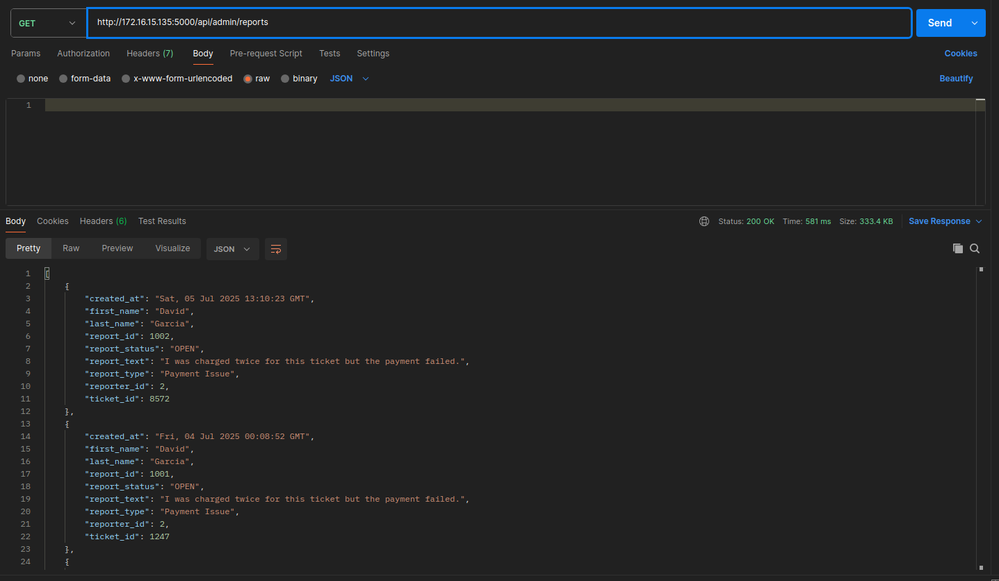 GET http://172.16.15.135:5000/api/admin/reports Send
Params Authorization Headers (7) Body Pre-request Script Tests Settings Cookies
none form-data x-www-form-urlencoded raw binary JSON Beautify
1
Body Cookies Headers (6) Test Results Status: 200 OK Time: 581 ms Size: 333.4 KB Save Response
Pretty Raw Preview Visualize JSON
1 [
2 {
3 "created_at": "Sat, 05 Jul 2025 13:10:23 GMT",
4 "first_name": "David",
5 "last_name": "Garcia",
6 "report_id": 1002,
7 "report_status": "OPEN",
8 "report_text": "I was charged twice for this ticket but the payment failed.",
9 "report_type": "Payment Issue",
10 "reporter_id": 2,
11 "ticket_id": 8572
12 },
13 {
14 "created_at": "Fri, 04 Jul 2025 00:08:52 GMT",
15 "first_name": "David",
16 "last_name": "Garcia",
17 "report_id": 1001,
18 "report_status": "OPEN",
19 "report_text": "I was charged twice for this ticket but the payment failed.",
20 "report_type": "Payment Issue",
21 "reporter_id": 2,
22 "ticket_id": 1247
23 },
24 {